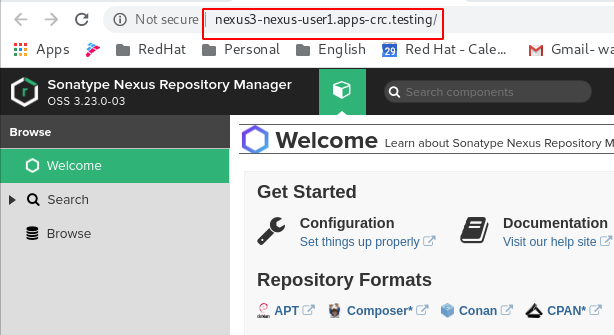 Not secure | nexus3-nexus-user1.apps-crc.testing/
Apps RedHat Personal English Red Hat - Cale... Gmail- wa
Sonatype Nexus Repository Manager
OSS 3.23.0-03
Search components
Browse
Welcome
Search
Browse
Welcome Learn about Sonatype Nexus Repository M
Get Started
Configuration
Set things up properly
Documentation
Visit our help site
Repository Formats
APT Composer* Conan CPAN*